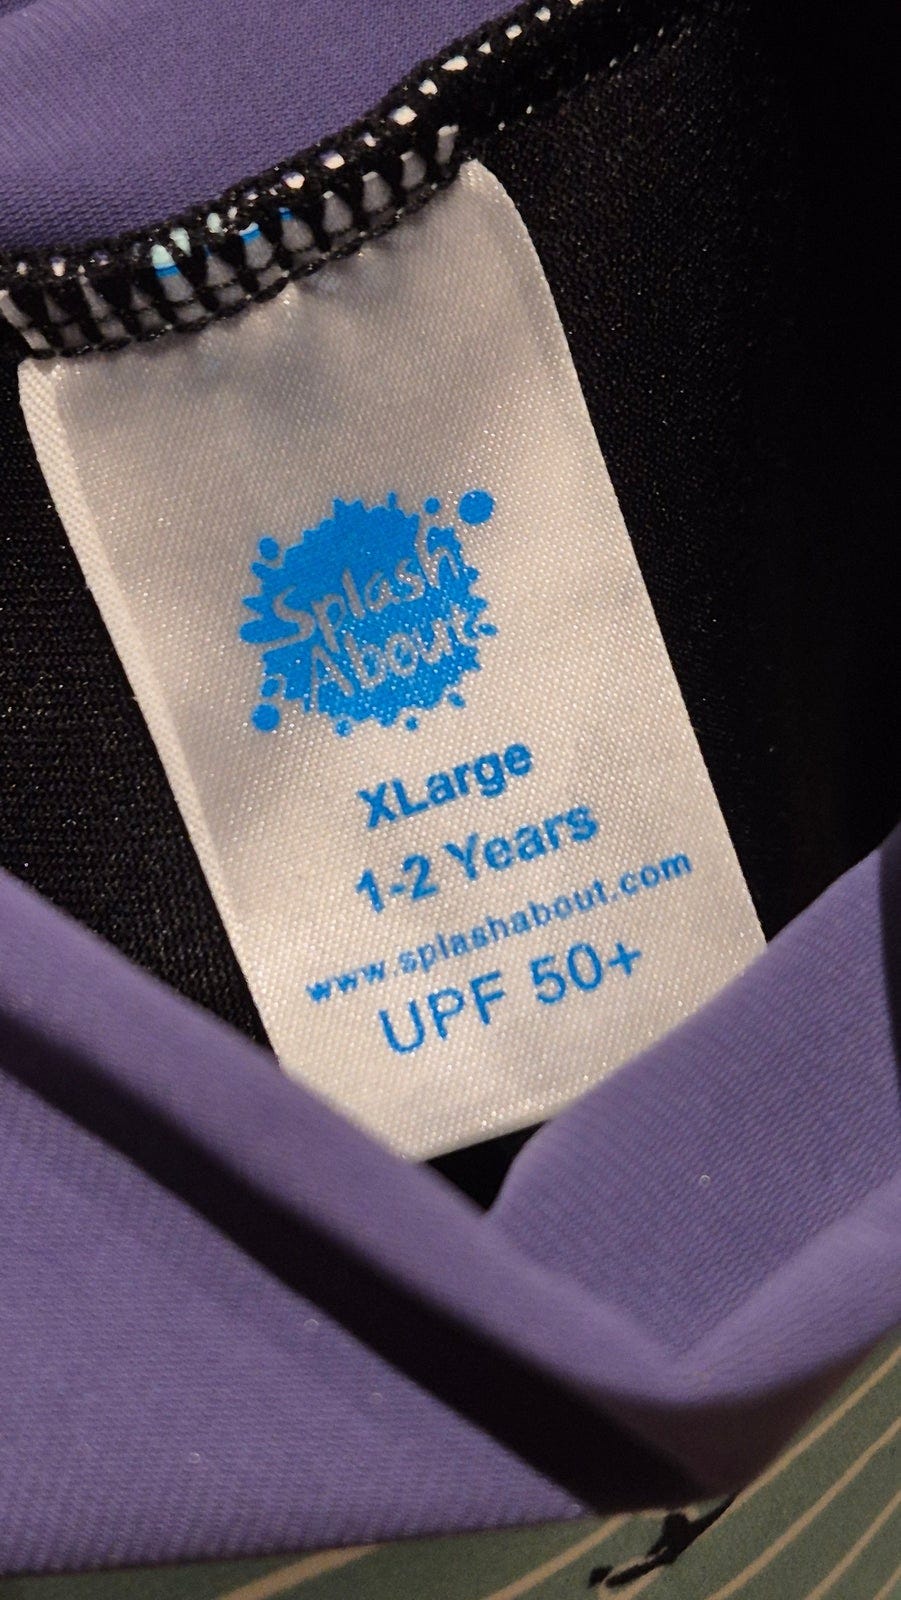 Splash
About
XLarge
1-2 Years
www.splashabout.com
UPF 50+